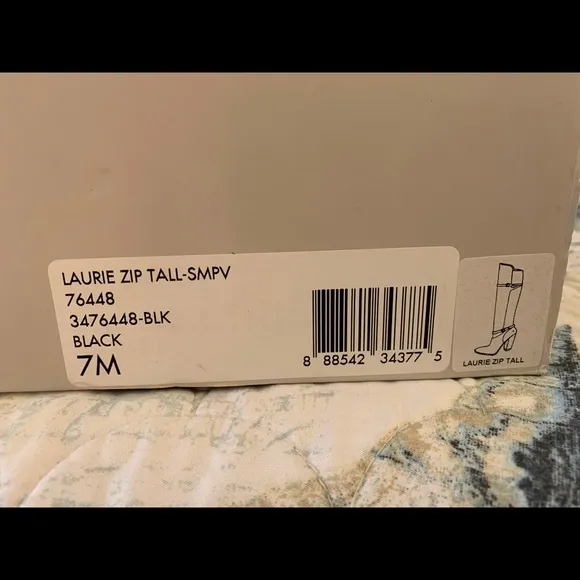 LAURIE ZIP TALL-SMPV
76448
3476448-BLK
BLACK
7M
8 88542 34377 5
LAURIE ZIP TALL